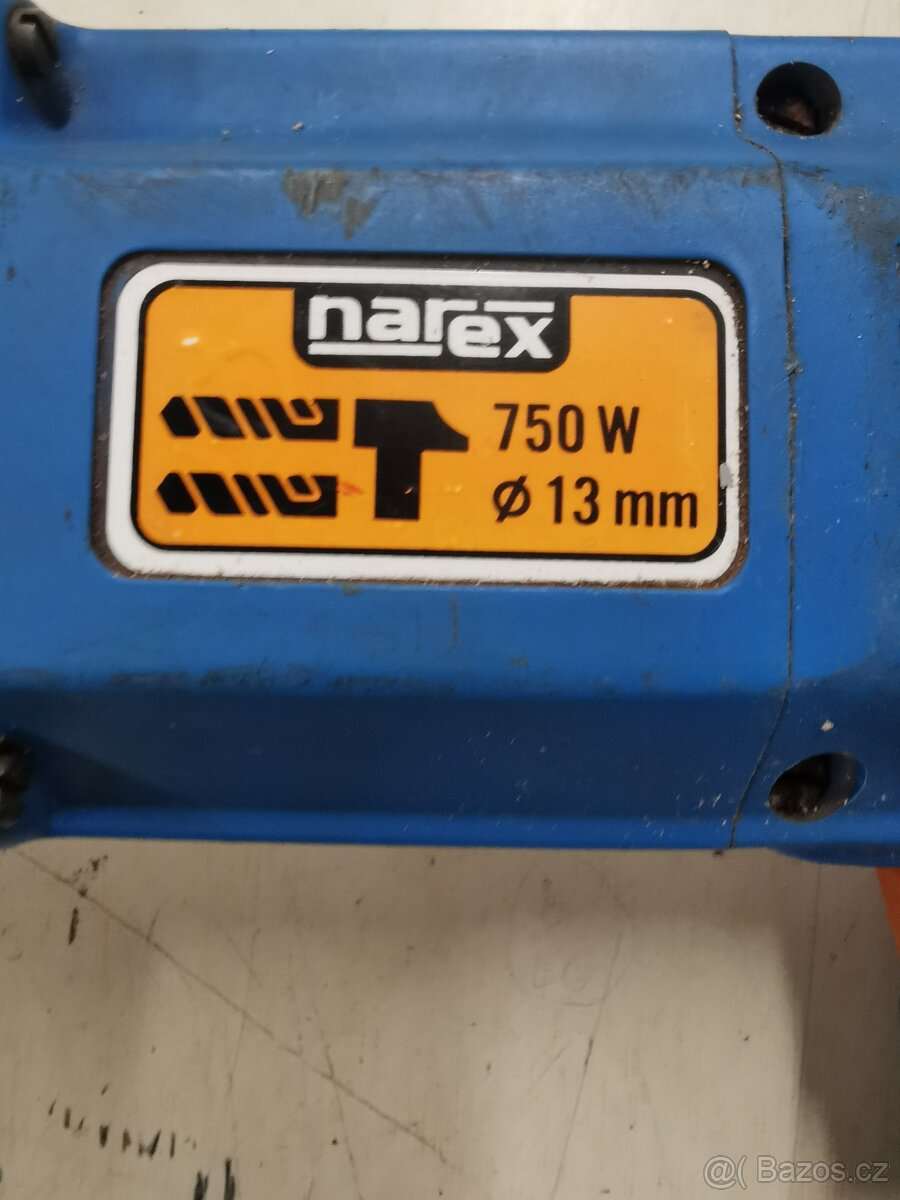 narex
750 W
Ø 13 mm
@( Bazos.cz